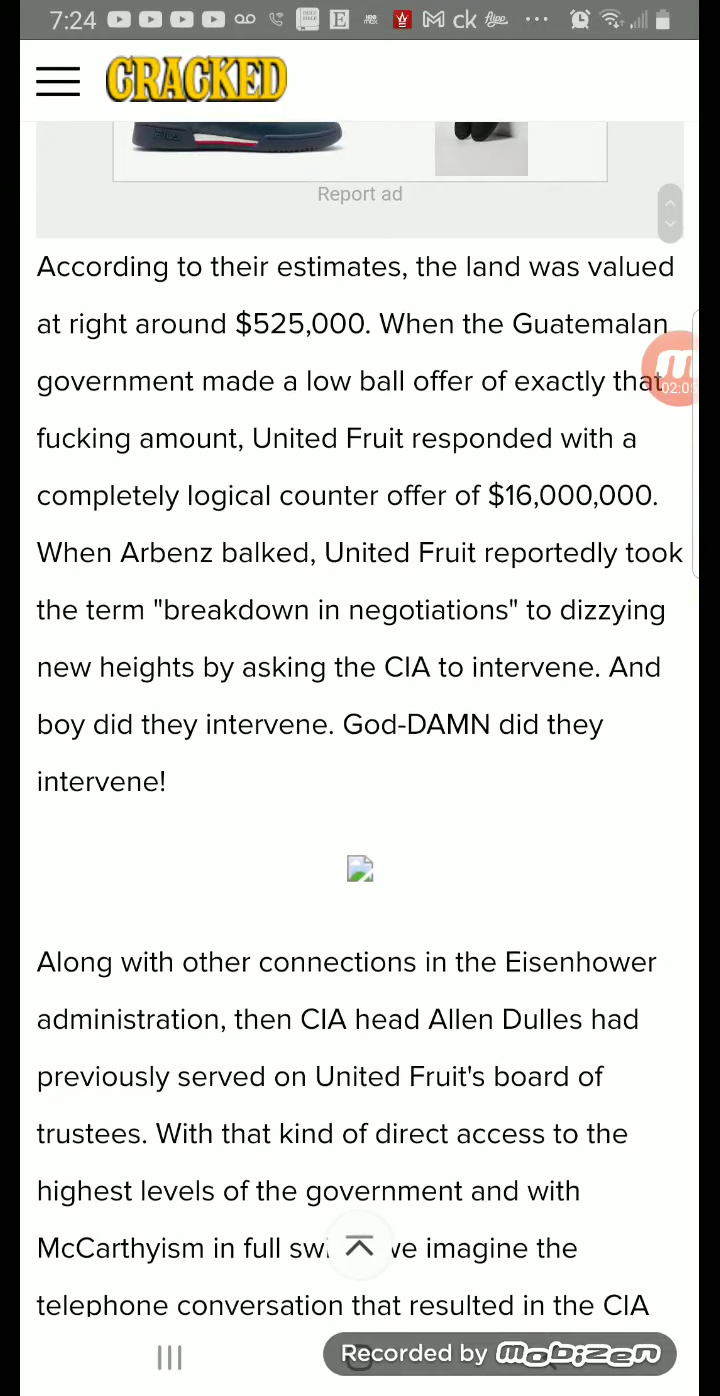 7:24
CRACKED
FILA
Report ad
According to their estimates, the land was valued
at right around $525,000. When the Guatemalan
government made a low ball offer of exactly that
02:05
fucking amount, United Fruit responded with a
completely logical counter offer of $16,000,000.
When Arbenz balked, United Fruit reportedly took
the term "breakdown in negotiations" to dizzying
new heights by asking the CIA to intervene. And
boy did they intervene. God-DAMN did they
intervene!
Along with other connections in the Eisenhower
administration, then CIA head Allen Dulles had
previously served on United Fruit's board of
trustees. With that kind of direct access to the
highest levels of the government and with
McCarthyism in full imagine the
telephone conversation that resulted in the CIA
Recorded by mobizen